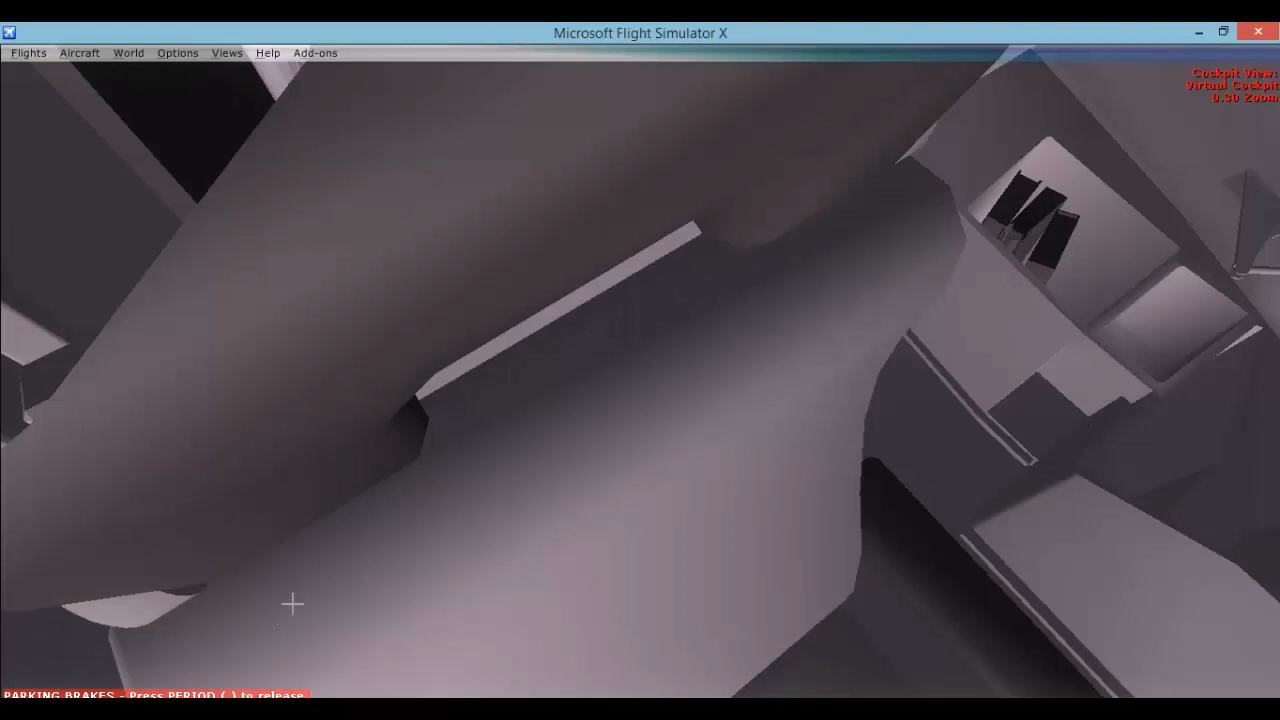 Microsoft Flight Simulator X
Flights Aircraft World Options Views Help Add-ons
Cockpit View:
Virtual Cockpit
0.30 Zoom
PARKING BRAKES - Press PERIOD (.) to release